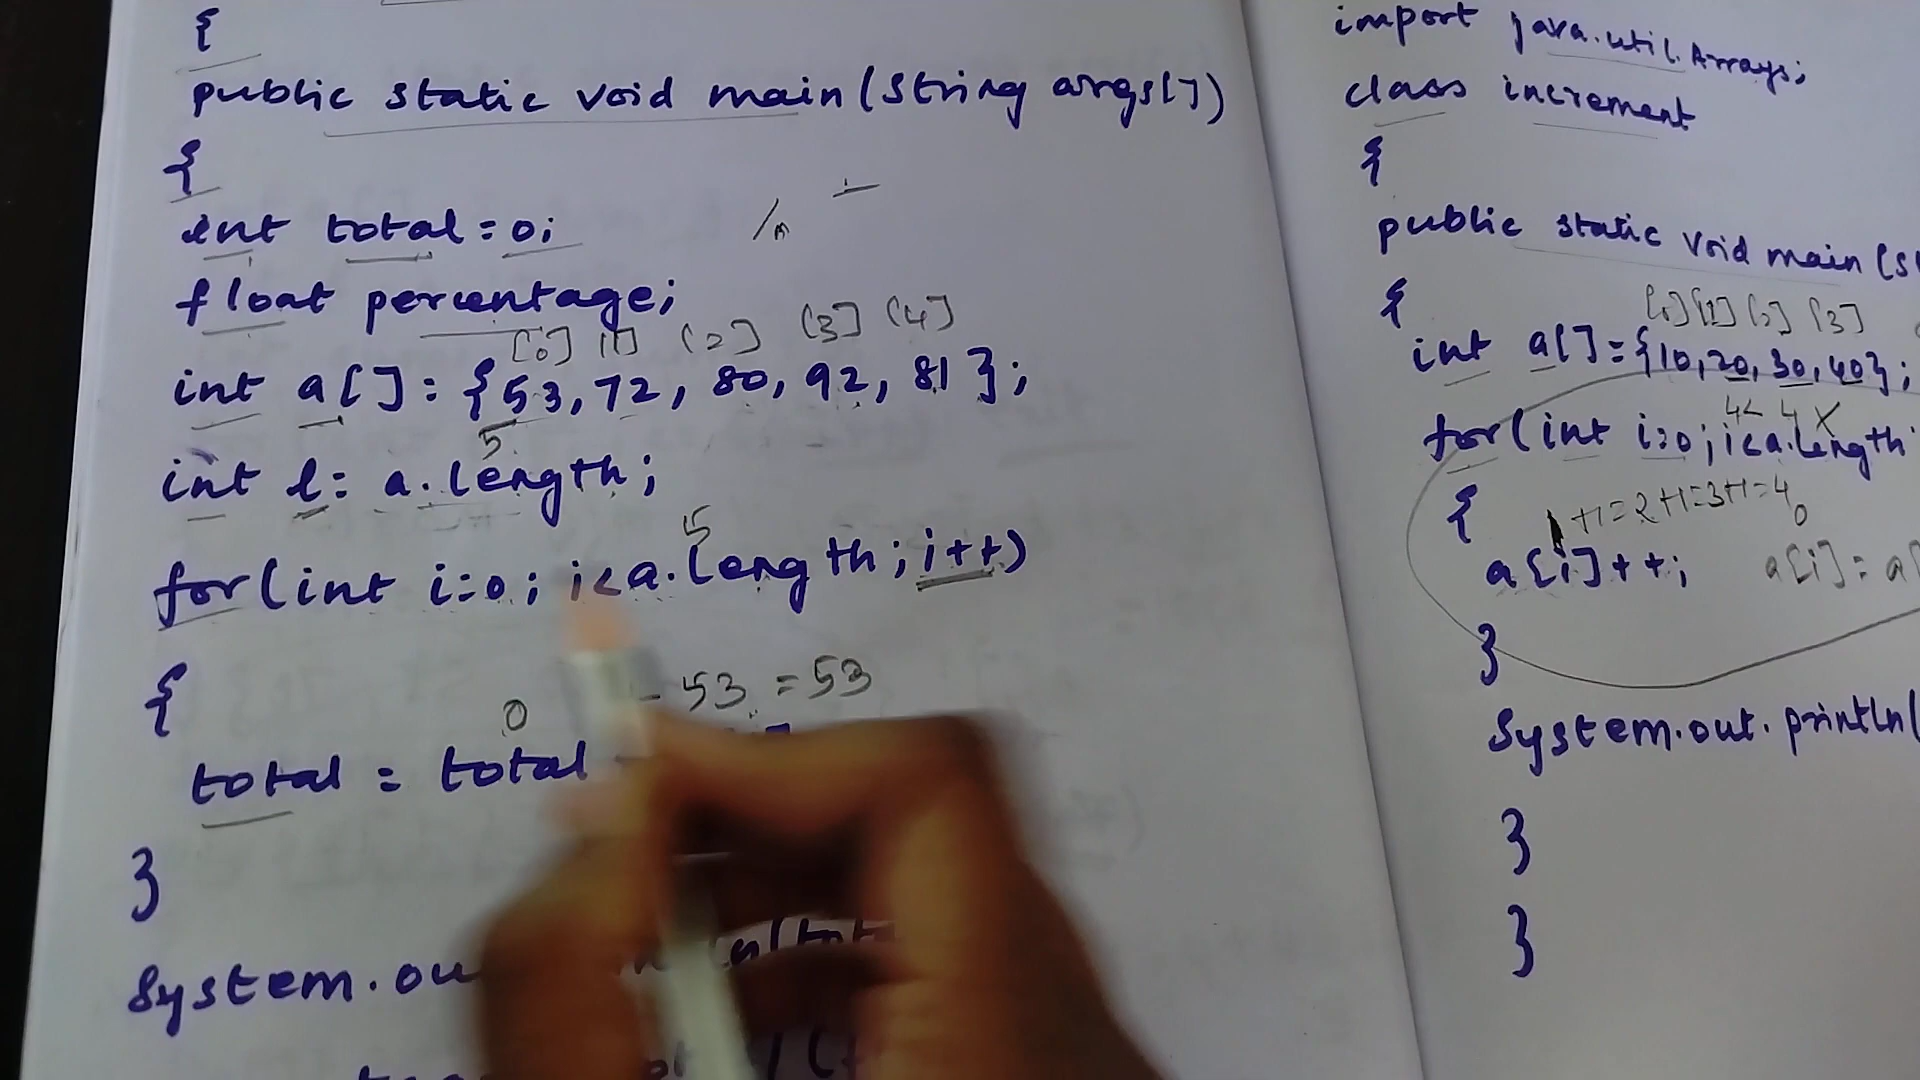 {
public static void main(String args[])
{
int total=0;
float percentage;
[0] [1] [2] [3] [4]
int a[]={53,72,80,92,81};
5
int l= a.length;
5
for(int i=0;i<a.length;i++)
{
0 53 =53
total = total
}
System.ou
import java.util.Arrays;
class increment
{
public static void main(S
{
[0][1][2] [3]
int a[]={10,20,30,40};
4< 4 X
for(int i=0;i<a.length
{
+1=2+1=3+1=4
0
a[i]++; a[i]=a[
}
System.out.println(
}
}